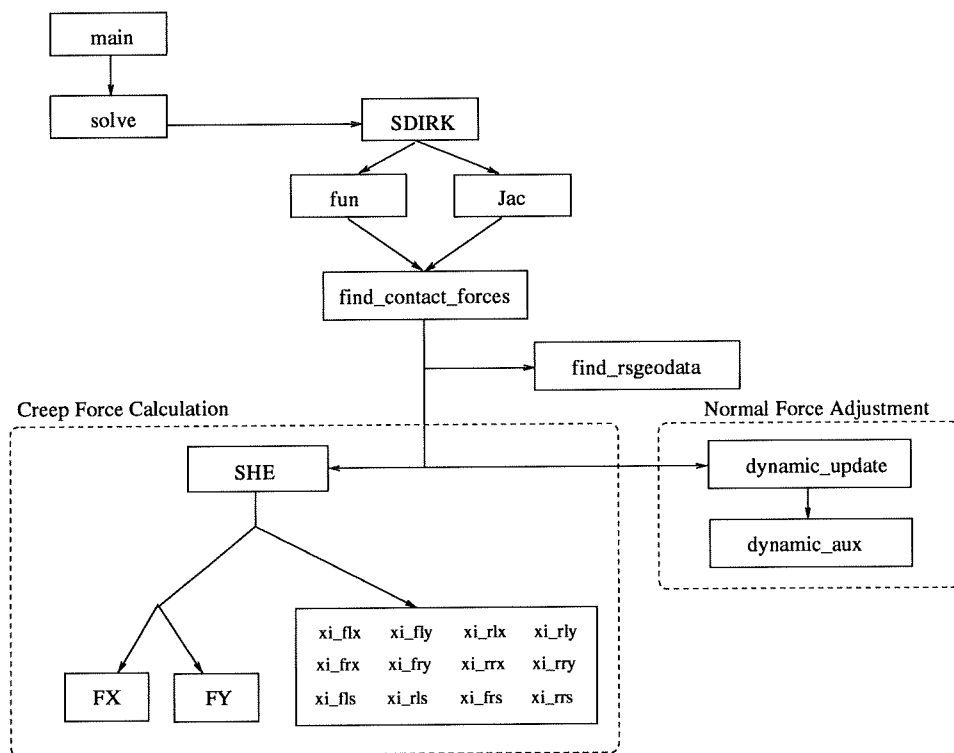 main
solve
SDIRK
fun
Jac
find_contact_forces
find_rsgeodata
Creep Force Calculation
Normal Force Adjustment
SHE
dynamic_update
dynamic_aux
xi_flx xi_fly xi_rlx xi_rly
xi_frx xi_fry xi_rrx xi_rry
xi_fls xi_rls xi_frs xi_rrs
FX
FY